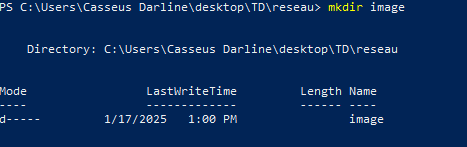 PS C:\Users\Casseus Darline\desktop\TD\reseau> mkdir image
Directory: C:\Users\Casseus Darline\desktop\TD\reseau
Mode LastWriteTime Length Name
---- ------------- ------ ----
d----- 1/17/2025 1:00 PM image